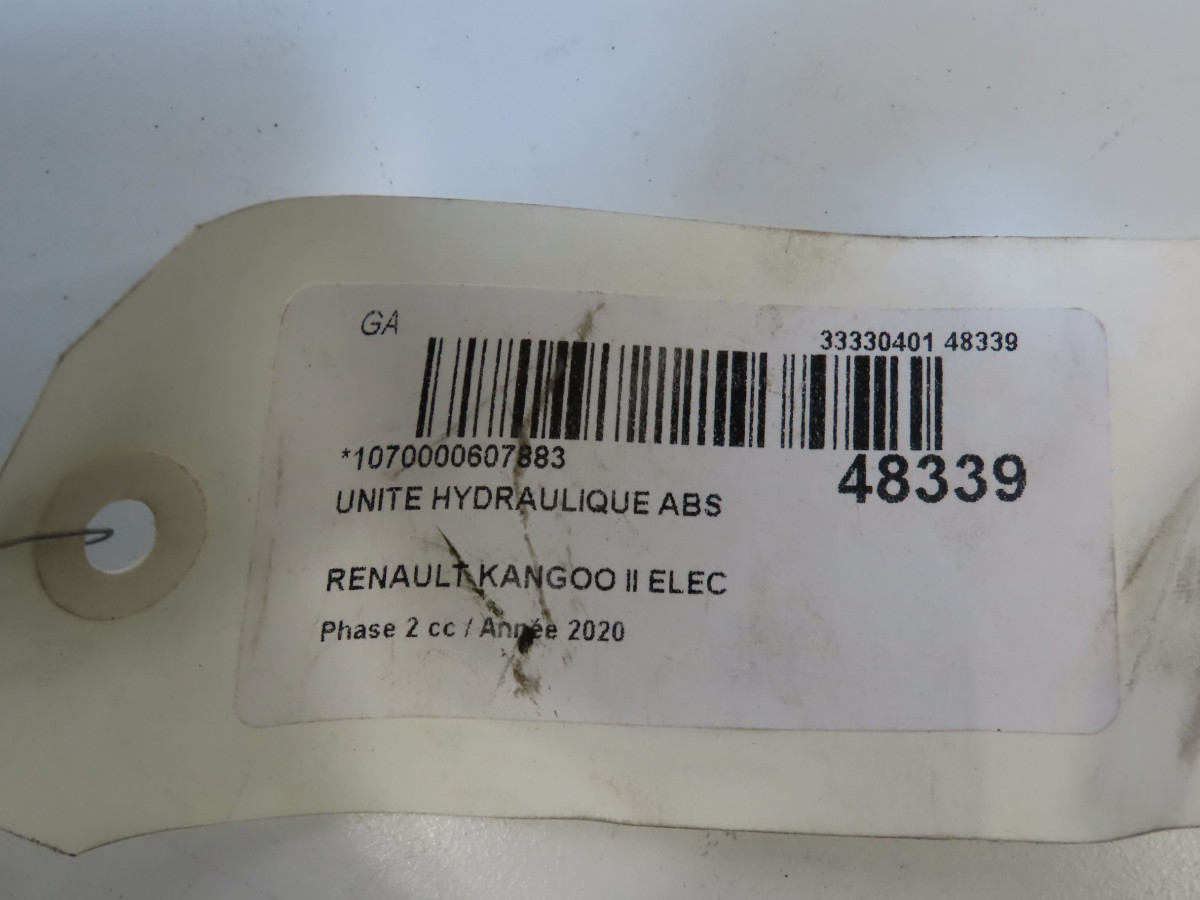 GA
33330401 48339
*1070000607883
48339
UNITE HYDRAULIQUE ABS
RENAULT KANGOO II ELEC
Phase 2 cc / Année 2020